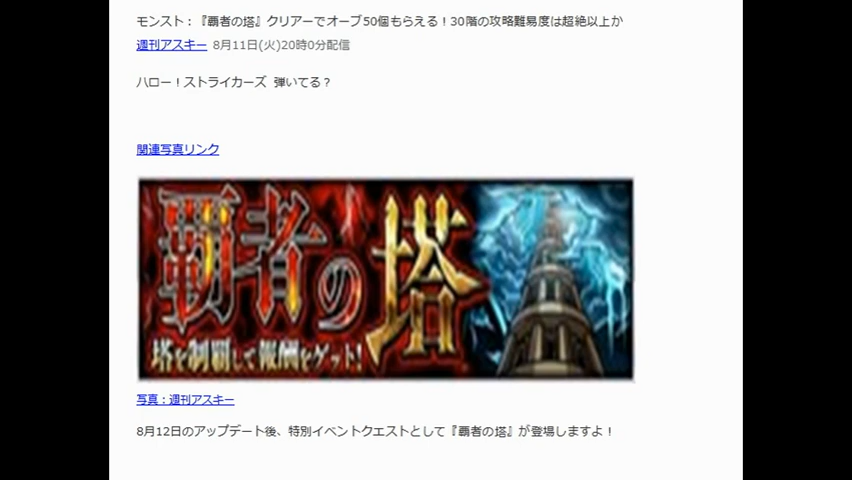 モンスト：『覇者の塔』クリアーでオーブ50個もらえる！30階の攻略難易度は超絶以上か
週刊アスキー 8月11日(火)20時0分配信
ハロー！ストライカーズ 弾いてる？
関連写真リンク
覇者の塔
塔を制覇して報酬をゲット!
写真：週刊アスキー
8月12日のアップデート後、特別イベントクエストとして『覇者の塔』が登場しますよ！